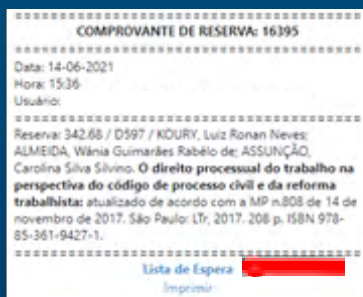 COMPROVANTE DE RESERVA: 16395
Data: 14-06-2021
Hora: 15:36
Usuário:
Reserva: 342.68 / D597 / KOURY, Luiz Ronan Neves;
ALMEIDA, Wânia Guimarães Rabêlo de; ASSUNÇÃO,
Carolina Silva Silvino. O direito processual do trabalho na
perspectiva do código de processo civil e da reforma
trabalhista: atualizado de acordo com a MP n.808 de 14 de
novembro de 2017. São Paulo: LTr, 2017. 208 p. ISBN 978-
85-361-9427-1.
Lista de Espera
Imprimir